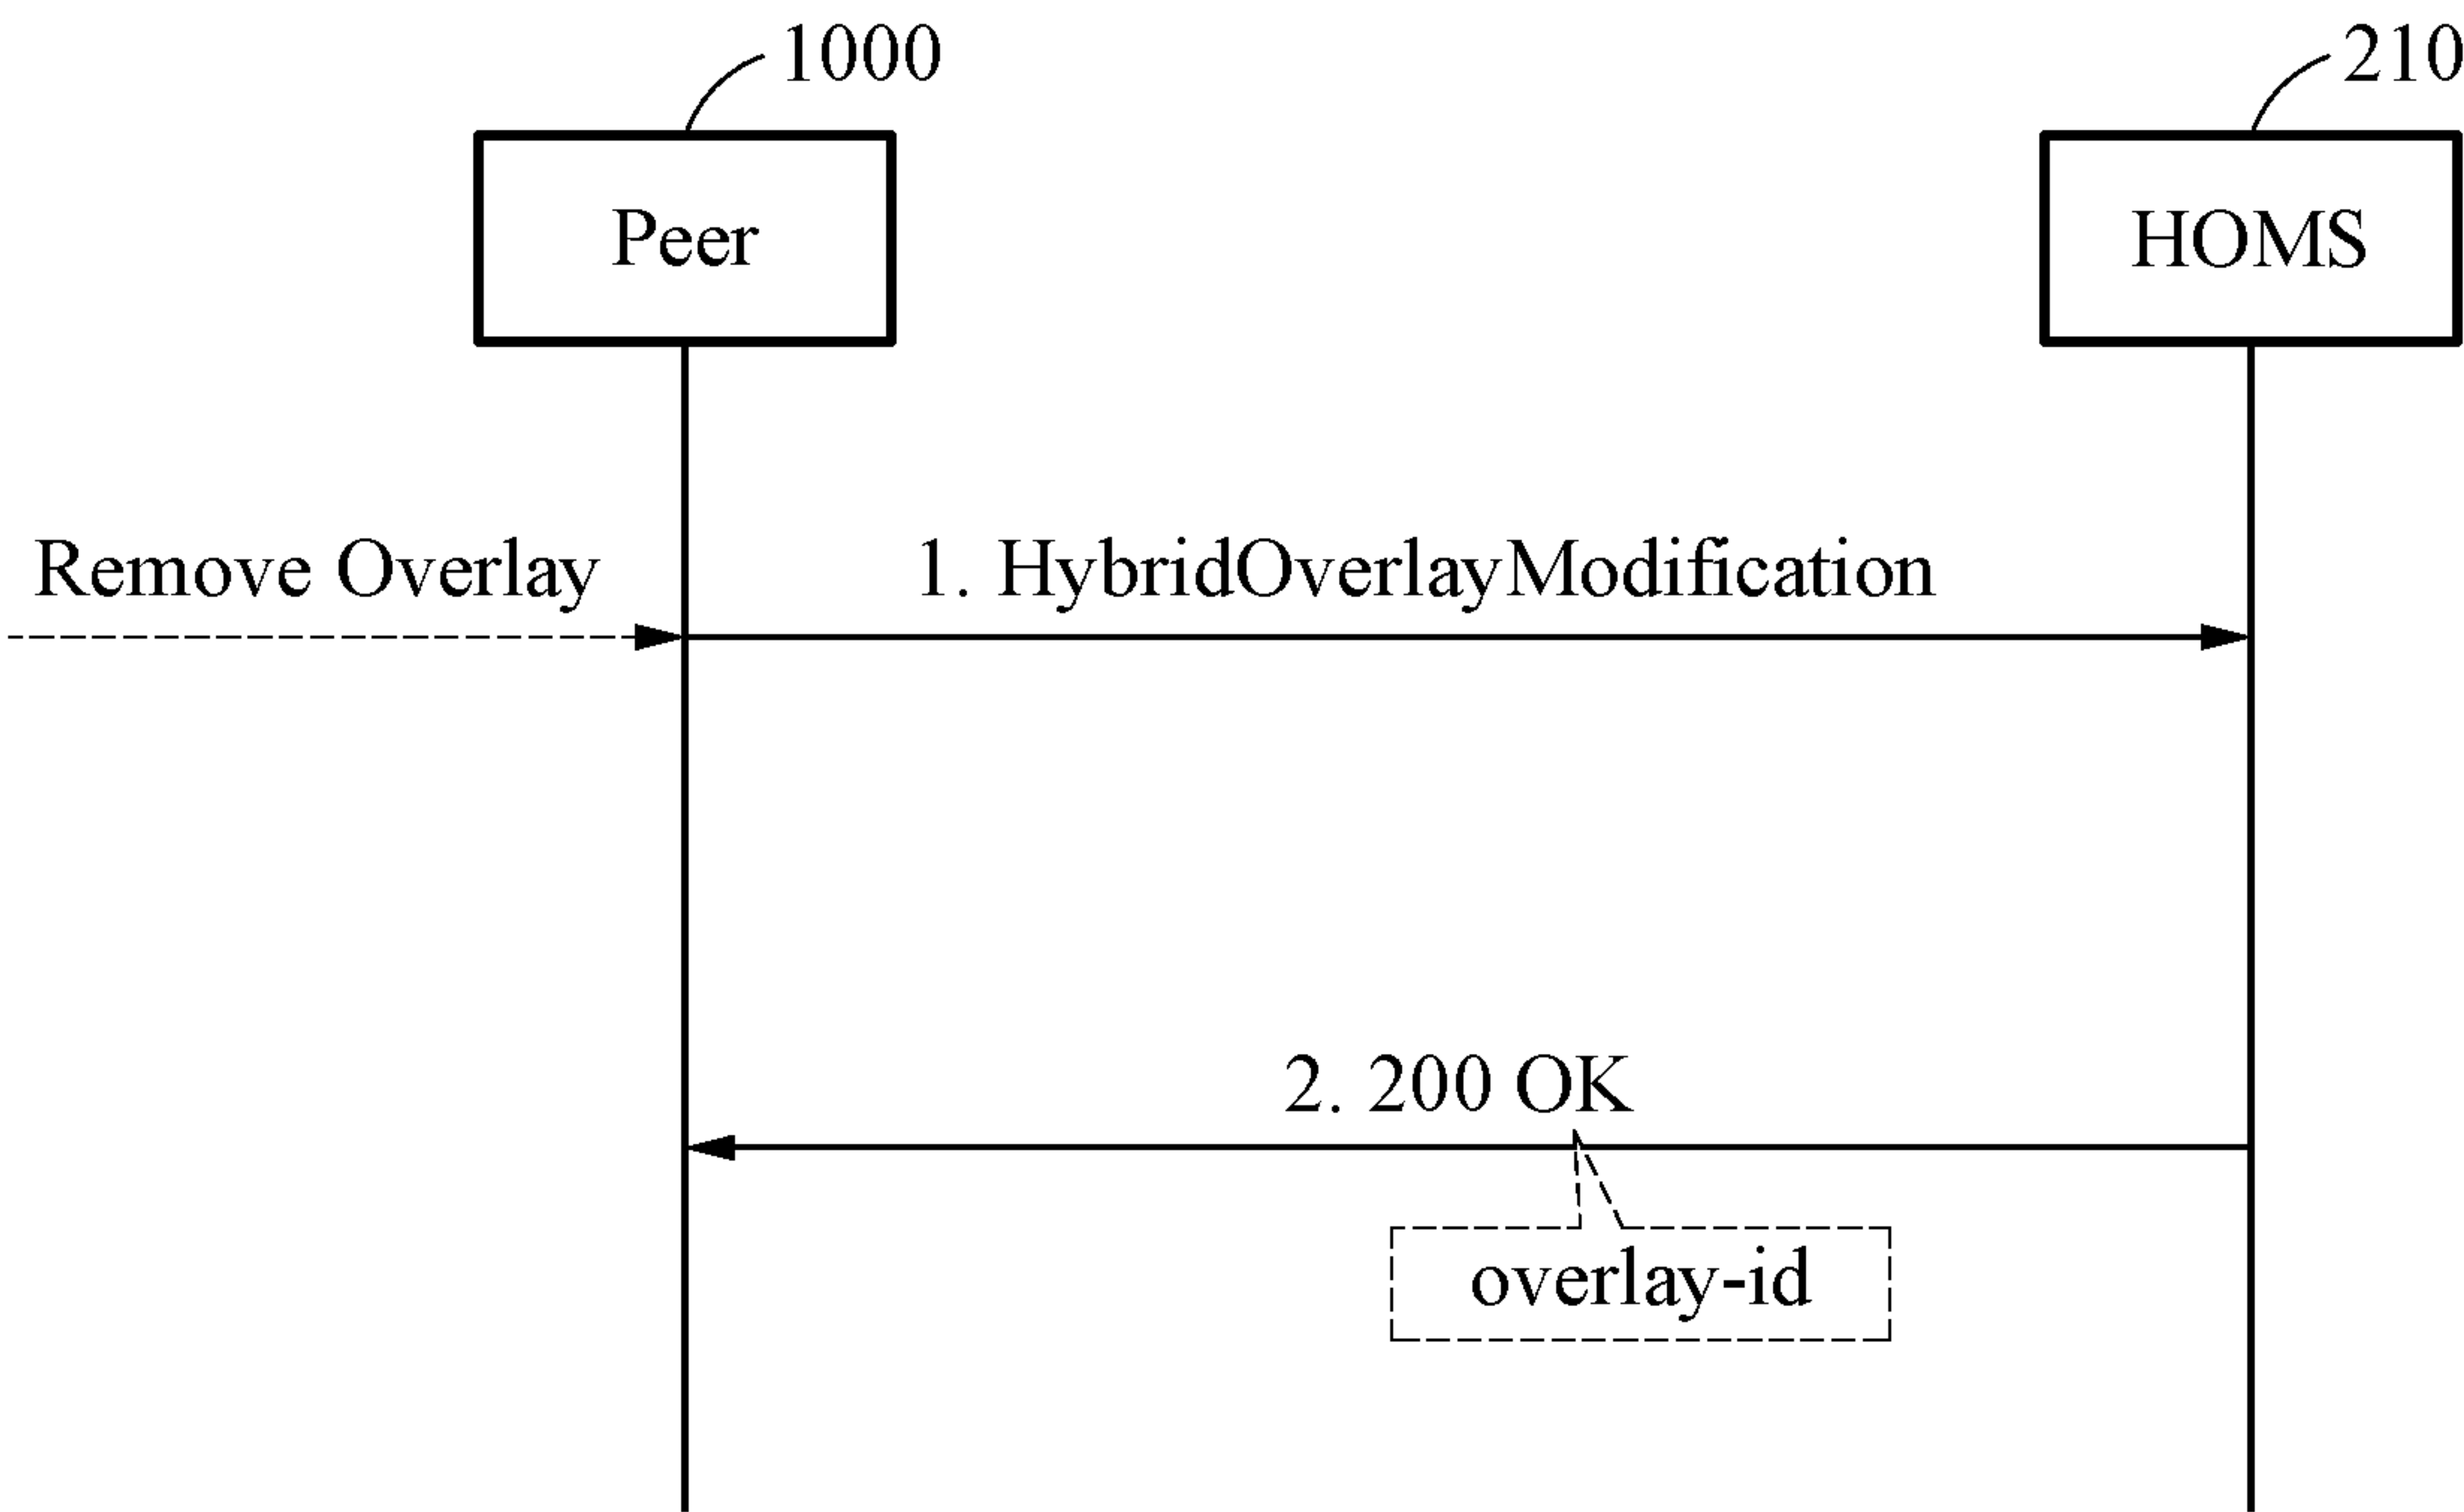 1000
210
Peer
HOMS
Remove Overlay
1. HybridOverlayModification
2. 200 OK
overlay-id